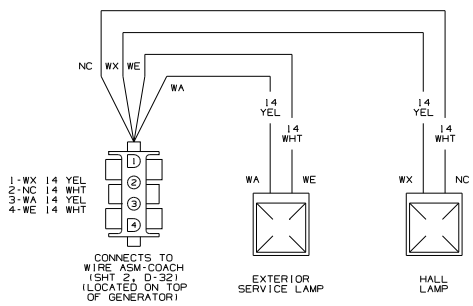 NC WX WE
WA
14
YEL
14
WHT
14
YEL
14
WHT
WA WE WX NC
1
2
3
4
1-WX 14 YEL
2-NC 14 WHT
3-WA 14 YEL
4-WE 14 WHT
CONNECTS TO
WIRE ASM-COACH
(SHT 2, D-32)
(LOCATED ON TOP
OF GENERATOR)
EXTERIOR
SERVICE LAMP
HALL
LAMP